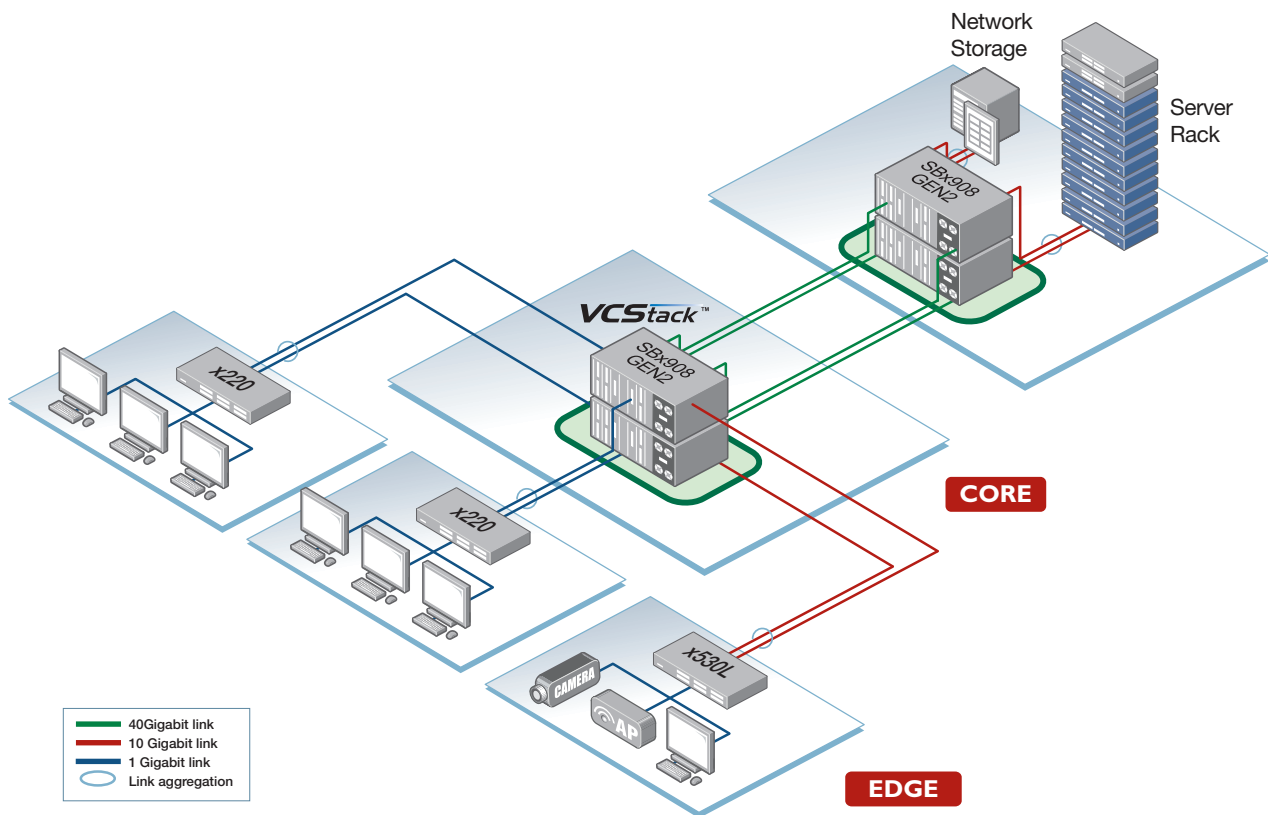 Network
Storage
Server
Rack
SBx908
GEN2
VCStack™
SBx908
GEN2
x220
x220
CORE
x530L
CAMERA
AP
40Gigabit link
10 Gigabit link
1 Gigabit link
Link aggregation
EDGE